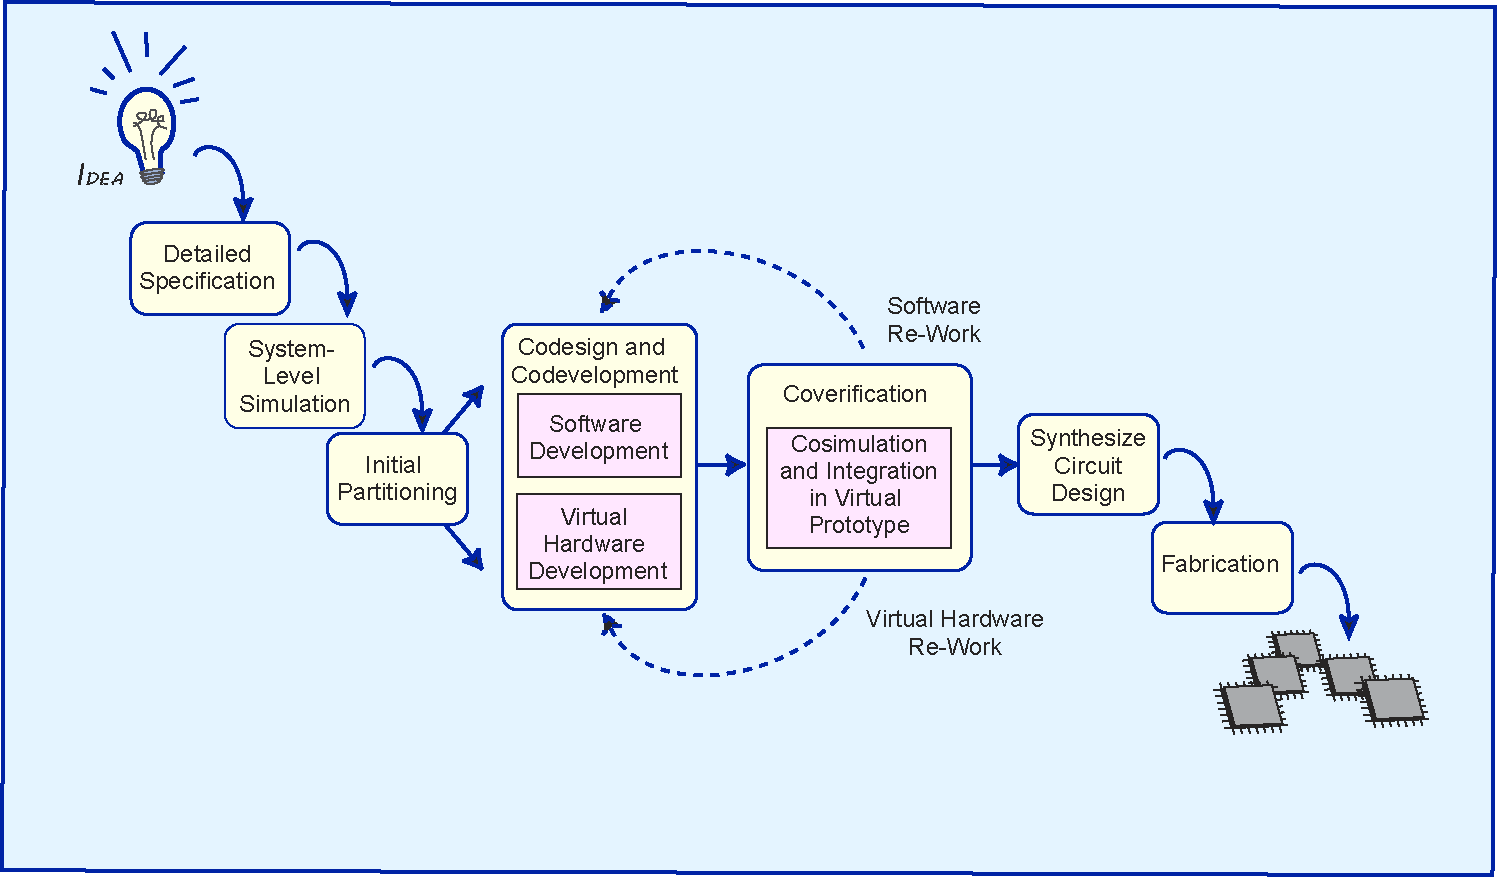 IDEA
Detailed
Specification
System-
Level
Simulation
Initial
Partitioning
Codesign and
Codevelopment
Software
Development
Virtual
Hardware
Development
Software
Re-Work
Coverification
Cosimulation
and Integration
in Virtual
Prototype
Virtual Hardware
Re-Work
Synthesize
Circuit
Design
Fabrication